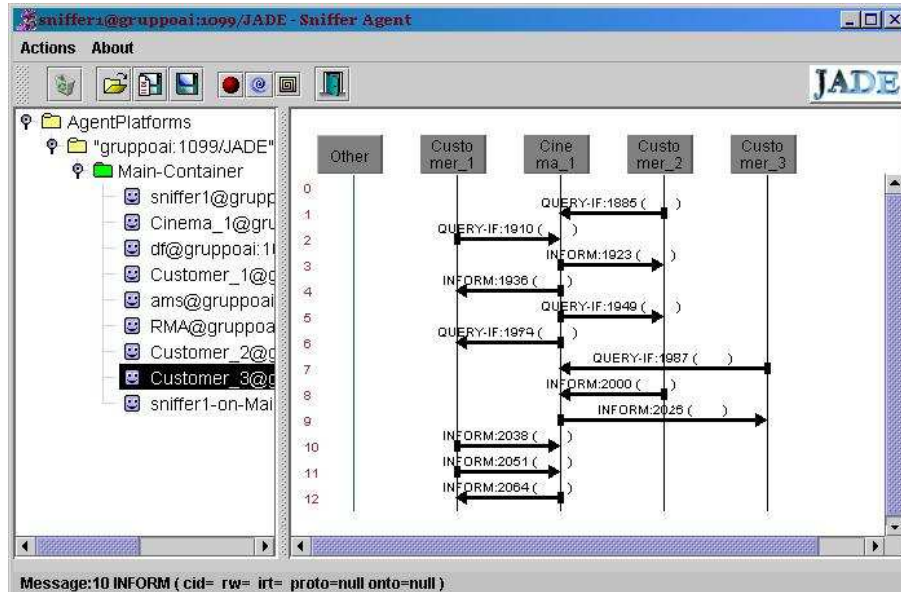 sniffer1@gruppoai:1099/JADE - Sniffer Agent
Actions About
JADE
AgentPlatforms
"gruppoai:1099/JADE"
Main-Container
sniffer1@grupp
Cinema_1@gru
df@gruppoai:1
Customer_1@g
ams@gruppoai
RMA@gruppoa
Customer_2@g
Customer_3@g
sniffer1-on-Mai
Other
Custo
mer_1
Cine
ma_1
Custo
mer_2
Custo
mer_3
0
QUERY-IF:1885 ( )
1
QUERY-IF:1910 ( )
2
INFORM:1923 ( )
3
INFORM:1936 ( )
4
QUERY-IF:1949 ( )
5
QUERY-IF:1974 ( )
6
QUERY-IF:1987 ( )
7
INFORM:2000 ( )
8
INFORM:2026 ( )
9
INFORM:2038 ( )
10
INFORM:2051 ( )
11
INFORM:2064 ( )
12
Message:10 INFORM ( cid= rw= irt= proto=null onto=null )